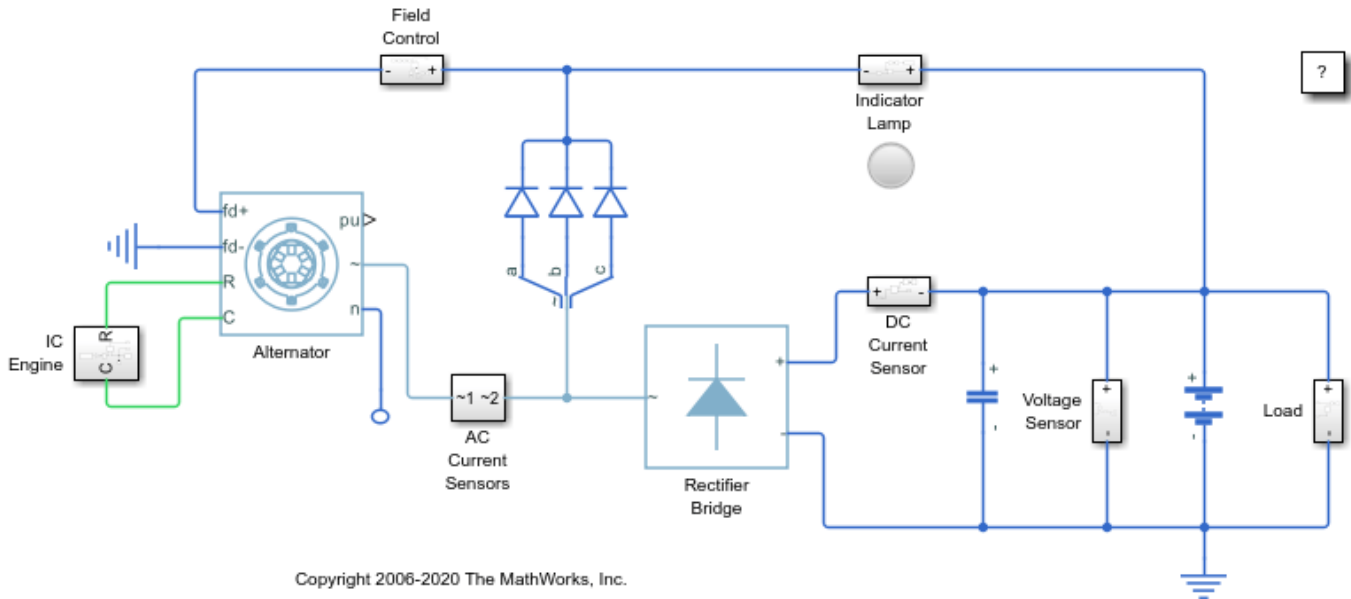 Field
Control
- +
- +
?
Indicator
Lamp
fd+
pu
fd-
~
a
b
c
~
R
n
C
IC
Engine
R
C
Alternator
+ -
DC
Current
Sensor
+
-
~1 ~2
AC
Current
Sensors
~
+
-
Rectifier
Bridge
+
-
Voltage
Sensor
+
-
+
-
Load
+
-
Copyright 2006-2020 The MathWorks, Inc.